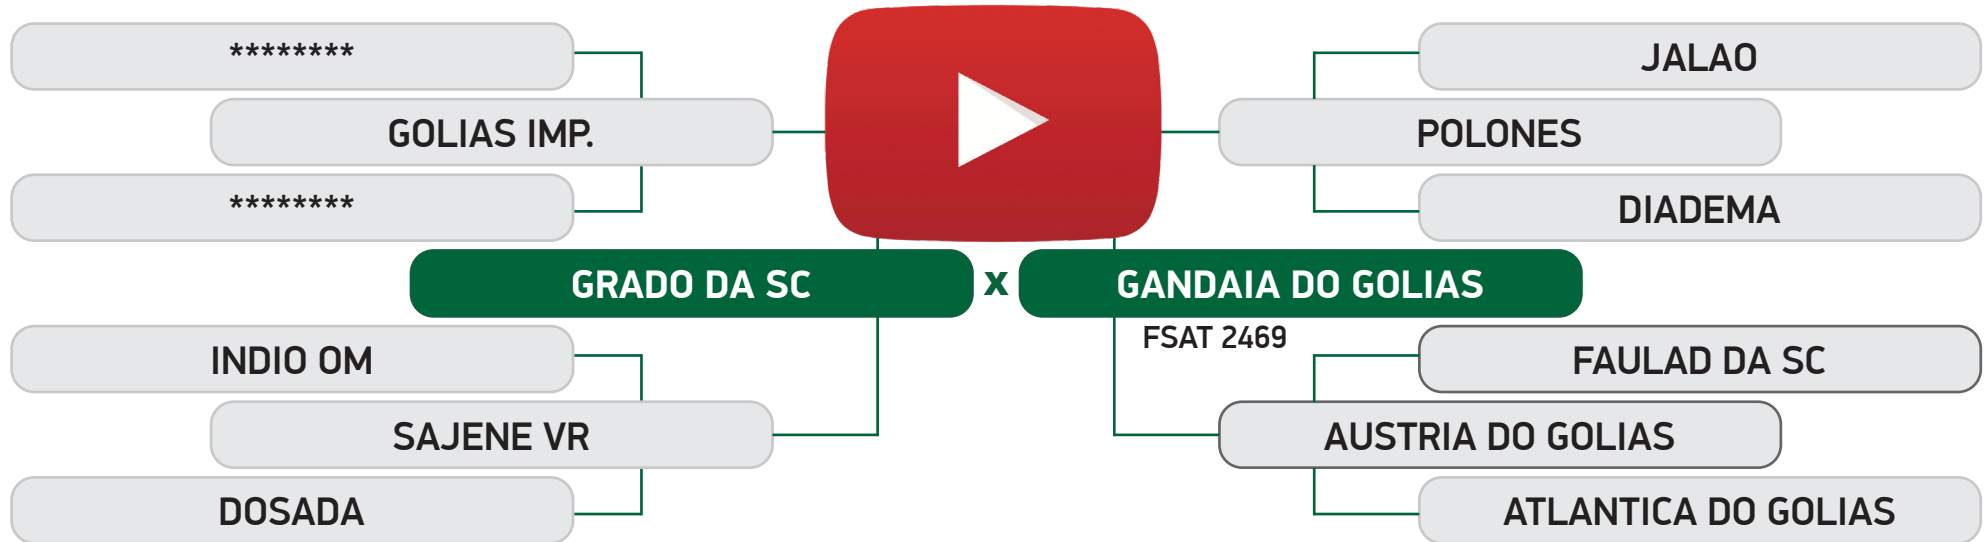 ********
GOLIAS IMP.
********
GRADO DA SC
INDIO OM
SAJENE VR
DOSADA
x
JALAO
POLONES
DIADEMA
GANDAIA DO GOLIAS
FSAT 2469
FAULAD DA SC
AUSTRIA DO GOLIAS
ATLANTICA DO GOLIAS